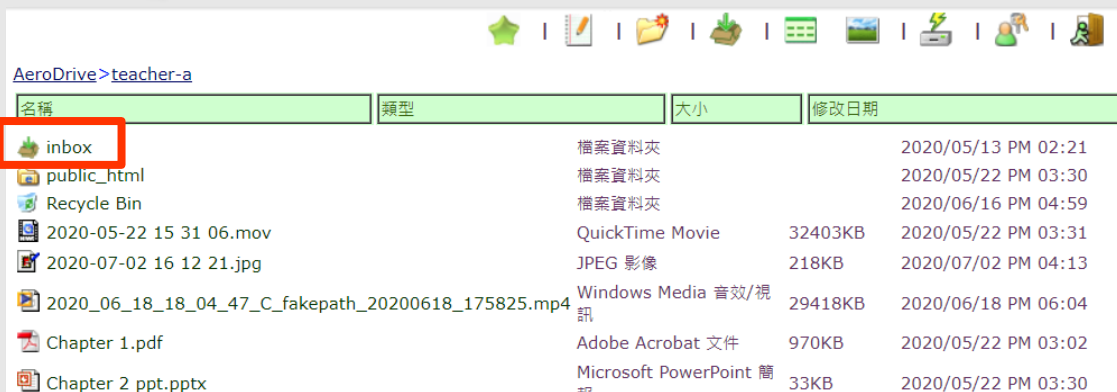 AeroDrive>teacher-a
名稱 類型 大小 修改日期
inbox 檔案資料夾 2020/05/13 PM 02:21
public_html 檔案資料夾 2020/05/22 PM 03:30
Recycle Bin 檔案資料夾 2020/06/16 PM 04:59
2020-05-22 15 31 06.mov QuickTime Movie 32403KB 2020/05/22 PM 03:31
2020-07-02 16 12 21.jpg JPEG 影像 218KB 2020/07/02 PM 04:13
2020_06_18_18_04_47_C_fakepath_20200618_175825.mp4 Windows Media 音效/視 29418KB 2020/06/18 PM 06:04
訊
Chapter 1.pdf Adobe Acrobat 文件 970KB 2020/05/22 PM 03:02
Chapter 2 ppt.pptx Microsoft PowerPoint 簡 33KB 2020/05/22 PM 03:30